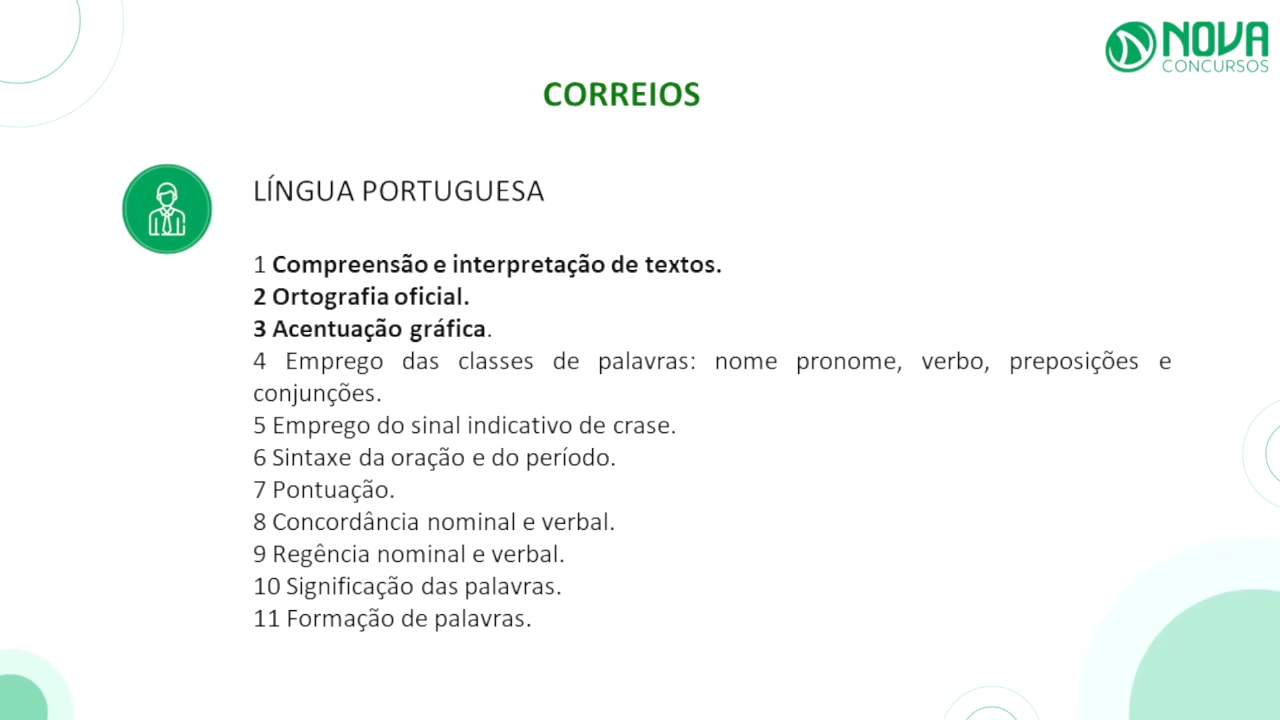 NOVA
CONCURSOS
CORREIOS
LÍNGUA PORTUGUESA
1 Compreensão e interpretação de textos.
2 Ortografia oficial.
3 Acentuação gráfica.
4 Emprego das classes de palavras: nome pronome, verbo, preposições e
conjunções.
5 Emprego do sinal indicativo de crase.
6 Sintaxe da oração e do período.
7 Pontuação.
8 Concordância nominal e verbal.
9 Regência nominal e verbal.
10 Significação das palavras.
11 Formação de palavras.